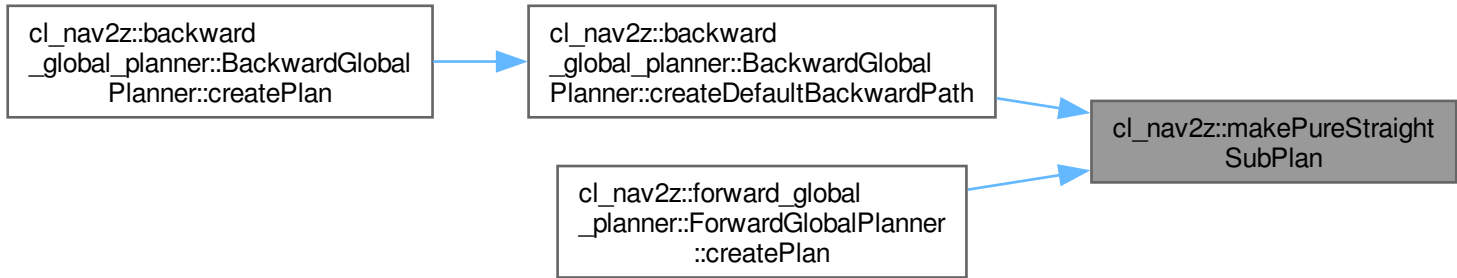 cl_nav2z::backward
_global_planner::BackwardGlobal
Planner::createPlan
cl_nav2z::backward
_global_planner::BackwardGlobal
Planner::createDefaultBackwardPath
cl_nav2z::makePureStraight
SubPlan
cl_nav2z::forward_global
_planner::ForwardGlobalPlanner
::createPlan